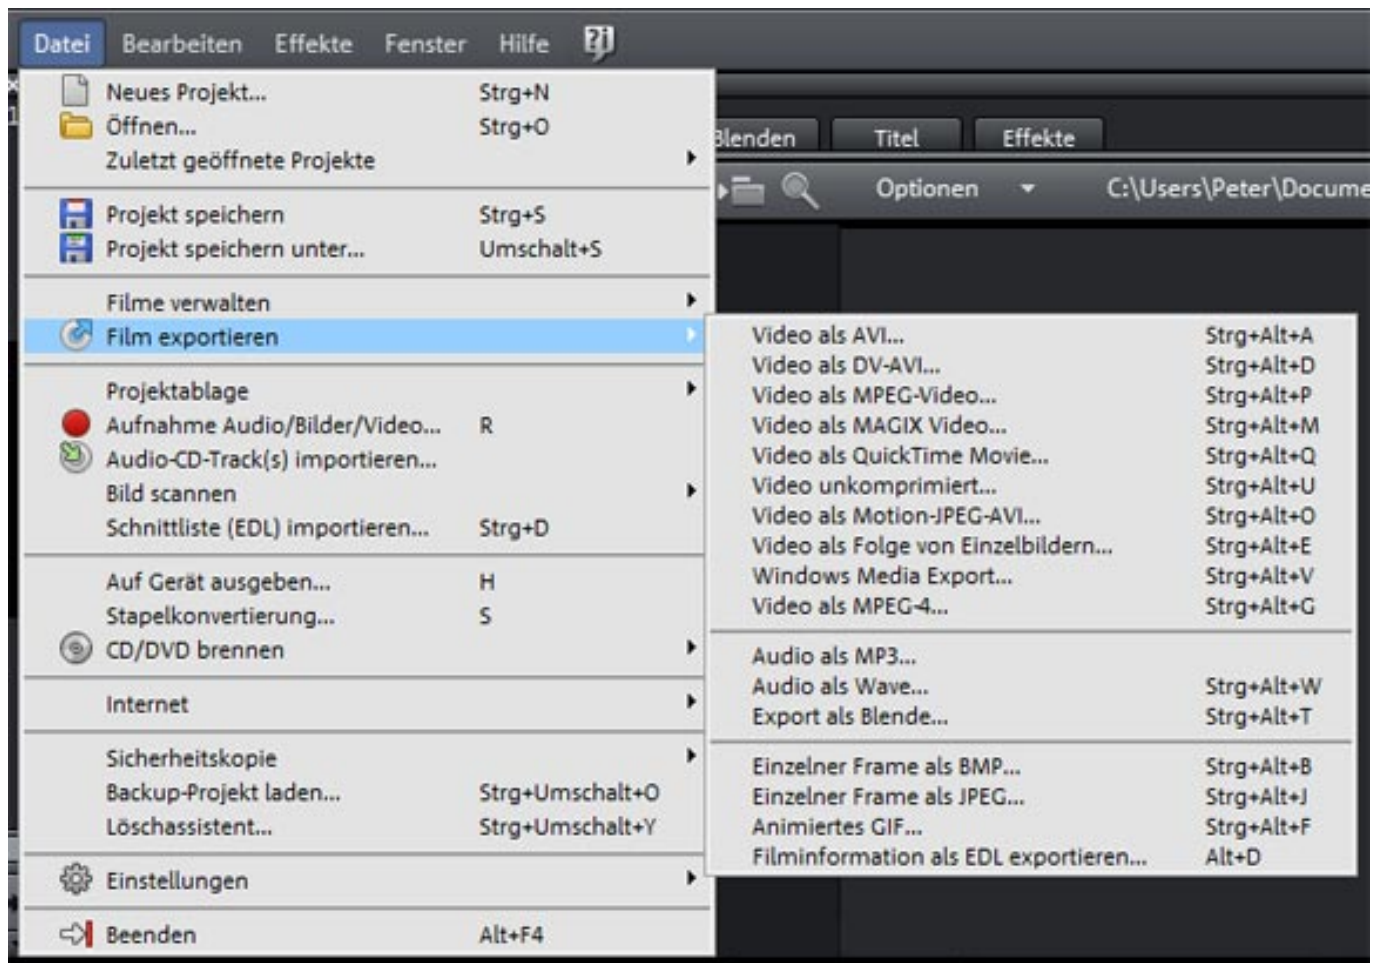 Datei Bearbeiten Effekte Fenster Hilfe
Neues Projekt... Strg+N
Öffnen... Strg+O
Zuletzt geöffnete Projekte
Projekt speichern Strg+S
Projekt speichern unter... Umschalt+S
Filme verwalten
Film exportieren
Projektablage
Aufnahme Audio/Bilder/Video... R
Audio-CD-Track(s) importieren...
Bild scannen
Schnittliste (EDL) importieren... Strg+D
Auf Gerät ausgeben... H
Stapelkonvertierung... S
CD/DVD brennen
Internet
Sicherheitskopie
Backup-Projekt laden... Strg+Umschalt+O
Löschassistent... Strg+Umschalt+Y
Einstellungen
Beenden Alt+F4
Blenden Titel Effekte
Optionen C:\Users\Peter\Docume
Video als AVI... Strg+Alt+A
Video als DV-AVI... Strg+Alt+D
Video als MPEG-Video... Strg+Alt+P
Video als MAGIX Video... Strg+Alt+M
Video als QuickTime Movie... Strg+Alt+Q
Video unkomprimiert... Strg+Alt+U
Video als Motion-JPEG-AVI... Strg+Alt+O
Video als Folge von Einzelbildern... Strg+Alt+E
Windows Media Export... Strg+Alt+V
Video als MPEG-4... Strg+Alt+G
Audio als MP3...
Audio als Wave... Strg+Alt+W
Export als Blende... Strg+Alt+T
Einzelner Frame als BMP... Strg+Alt+B
Einzelner Frame als JPEG... Strg+Alt+J
Animiertes GIF... Strg+Alt+F
Filminformation als EDL exportieren... Alt+D